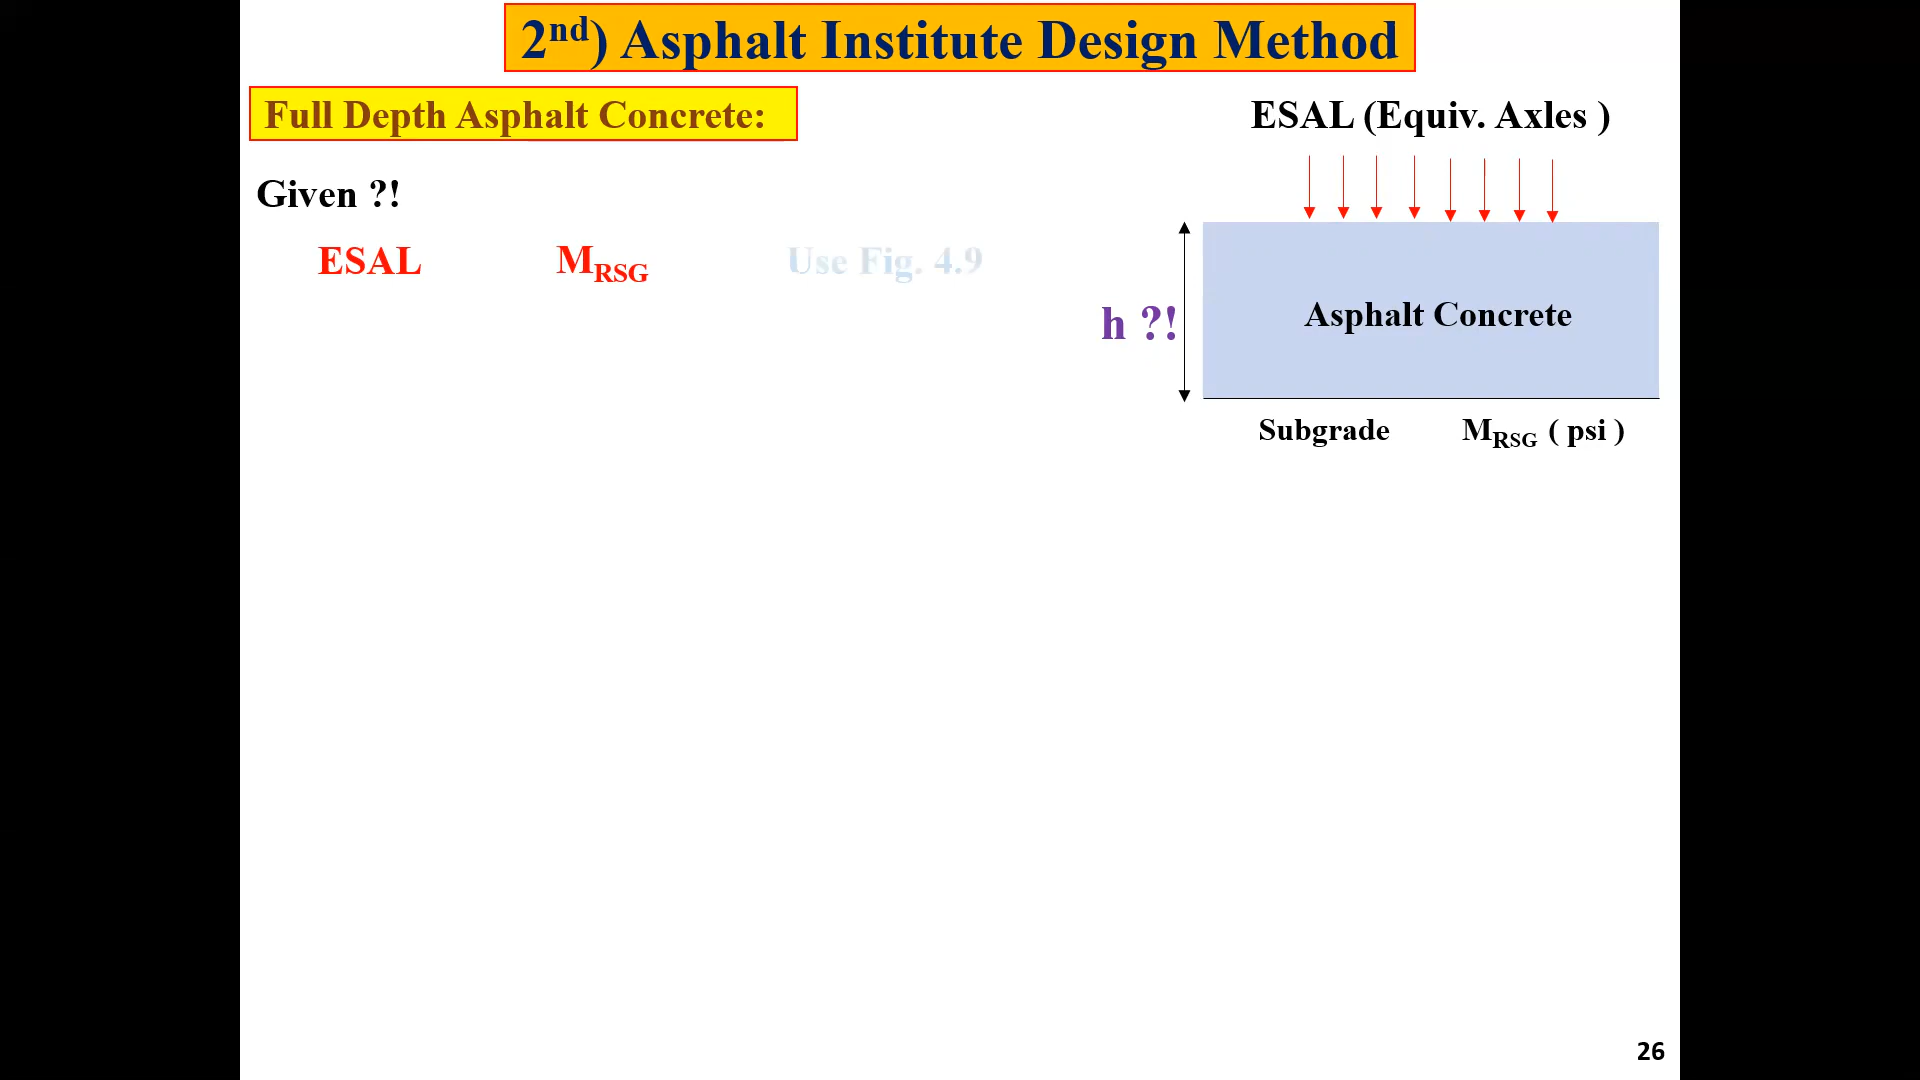 2nd) Asphalt Institute Design Method
Full Depth Asphalt Concrete:
Given ?!
ESAL MRSG Use Fig. 4.9
ESAL (Equiv. Axles )
h ?!
Asphalt Concrete
Subgrade MRSG ( psi )
26